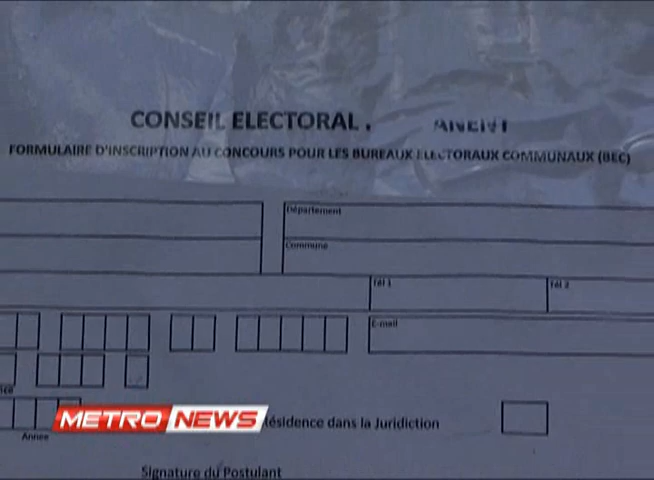 CONSEIL ELECTORAL
FORMULAIRE D'INSCRIPTION AU CONCOURS POUR LES BUREAUX ELECTORAUX COMMUNAUX (BEC)
Département
Commune
Tél 1
Tél 2
E-mail
METRO NEWS
Résidence dans la Juridiction
Année
Signature du Postulant